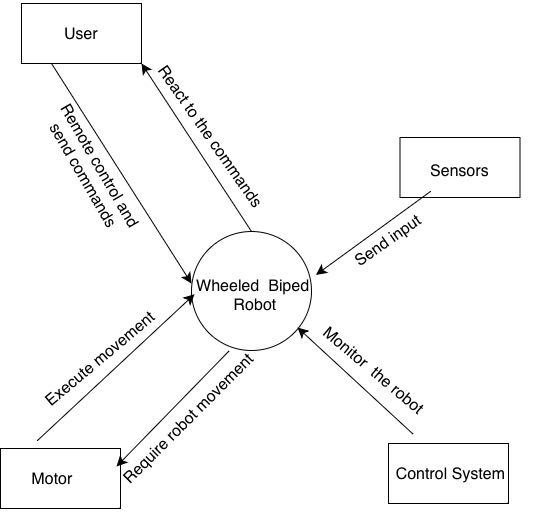 User
React to the commands
Remote control and
send commands
Sensors
Send input
Wheeled Biped
Robot
Execute movement
Monitor the robot
Require robot movement
Motor
Control System